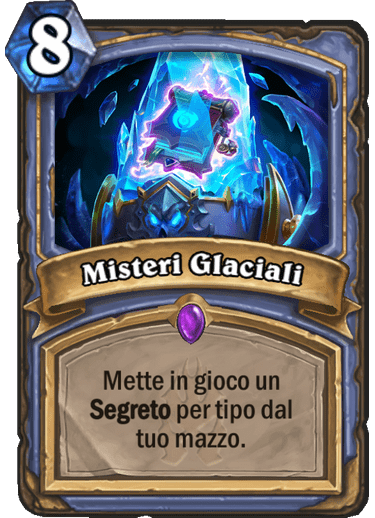 8
Misteri Glaciali
Mette in gioco un
Segreto per tipo dal
tuo mazzo.